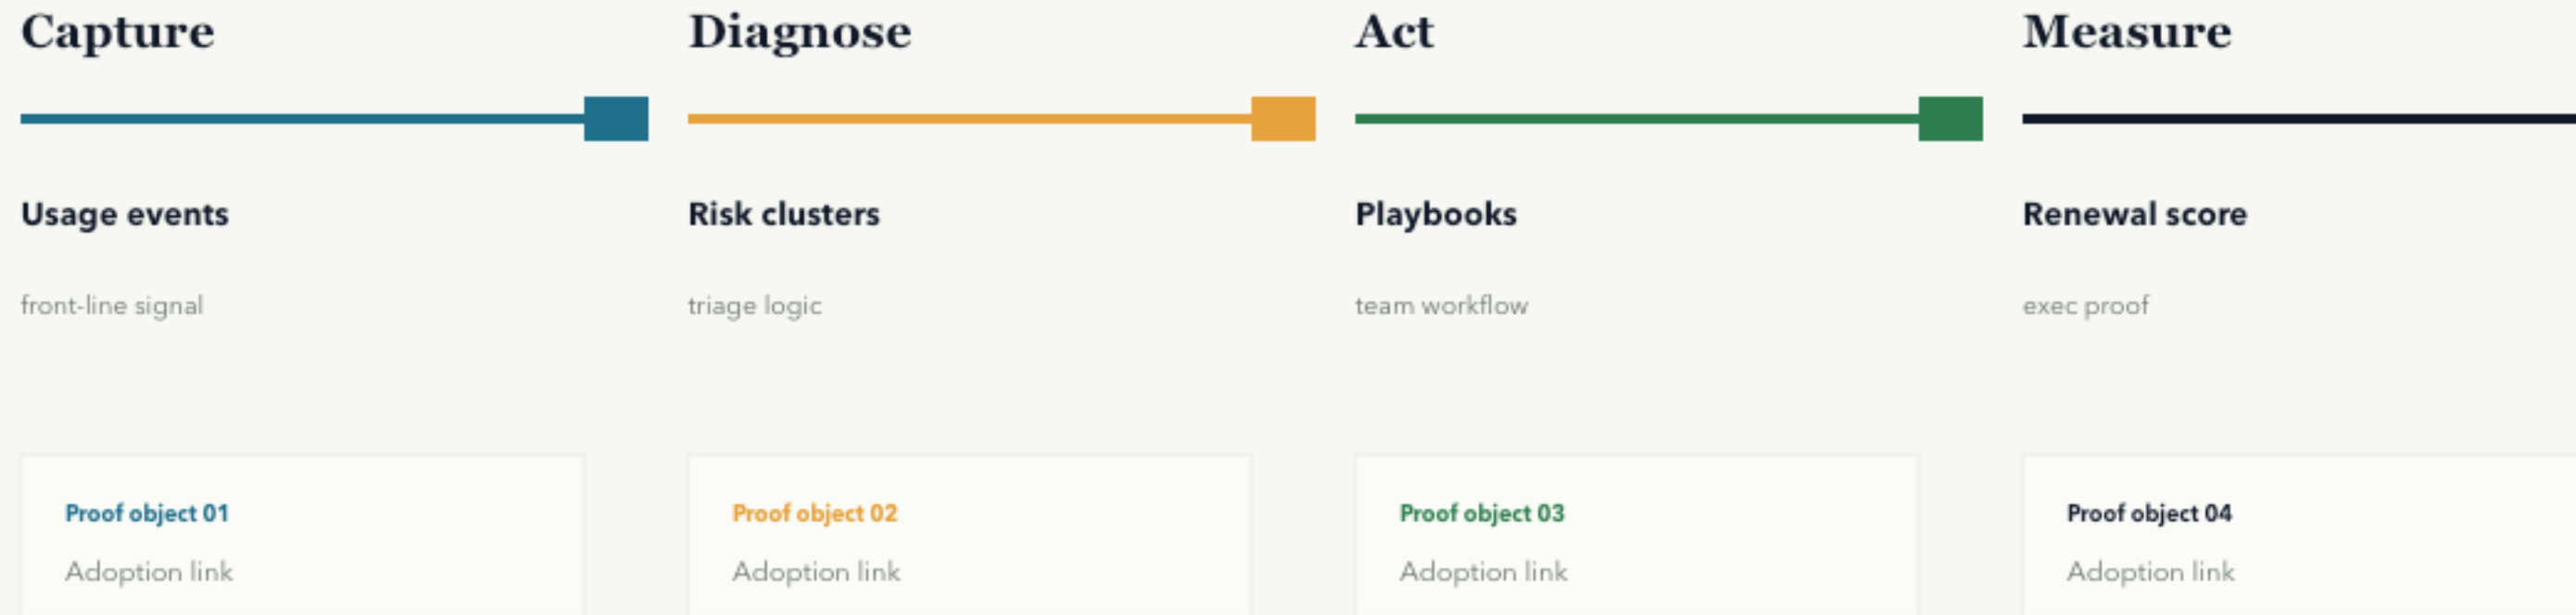 Capture
Usage events
front-line signal
Proof object 01
Adoption link
Diagnose
Risk clusters
triage logic
Proof object 02
Adoption link
Act
Playbooks
team workflow
Proof object 03
Adoption link
Measure
Renewal score
exec proof
Proof object 04
Adoption link